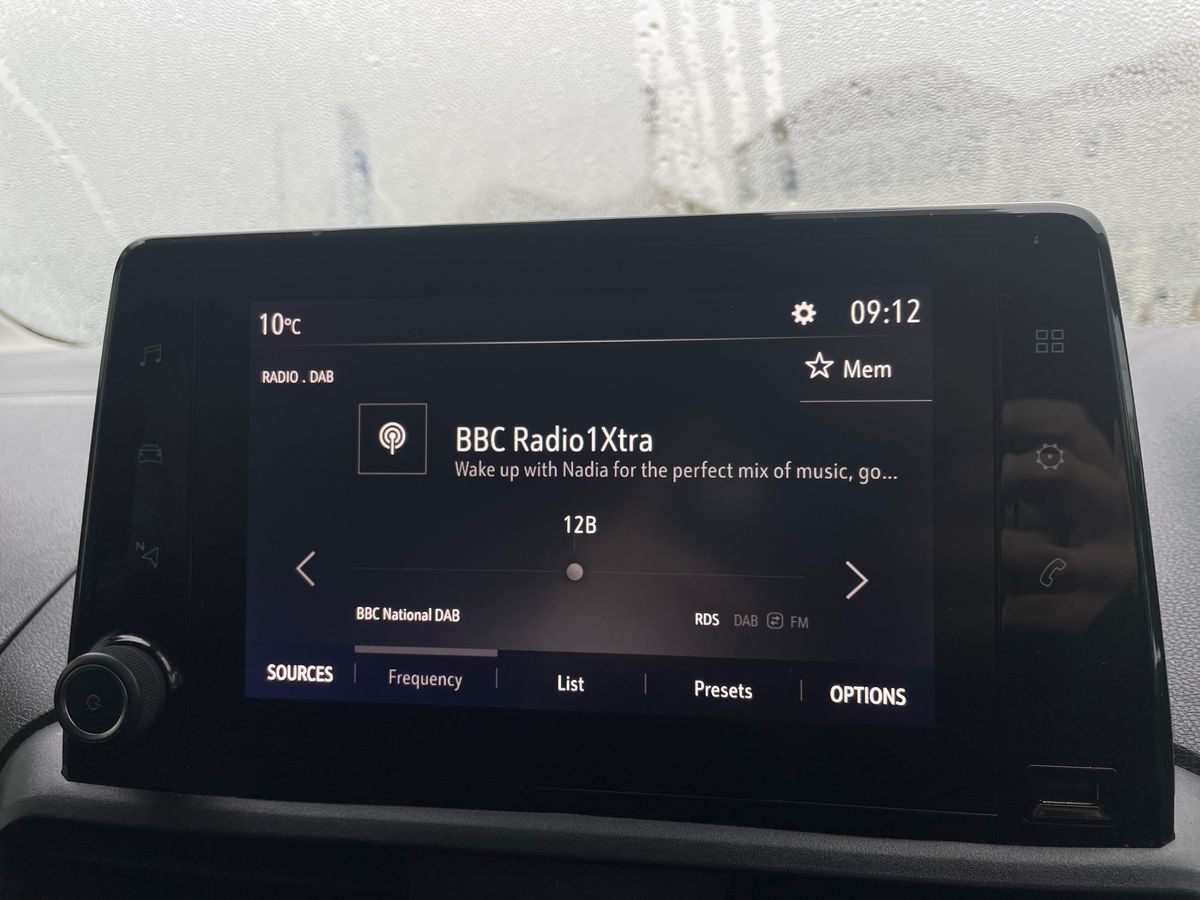 10°C
09:12
RADIO . DAB
Mem
BBC Radio1Xtra
Wake up with Nadia for the perfect mix of music, go...
12B
BBC National DAB
RDS DAB FM
SOURCES
Frequency
List
Presets
OPTIONS
N